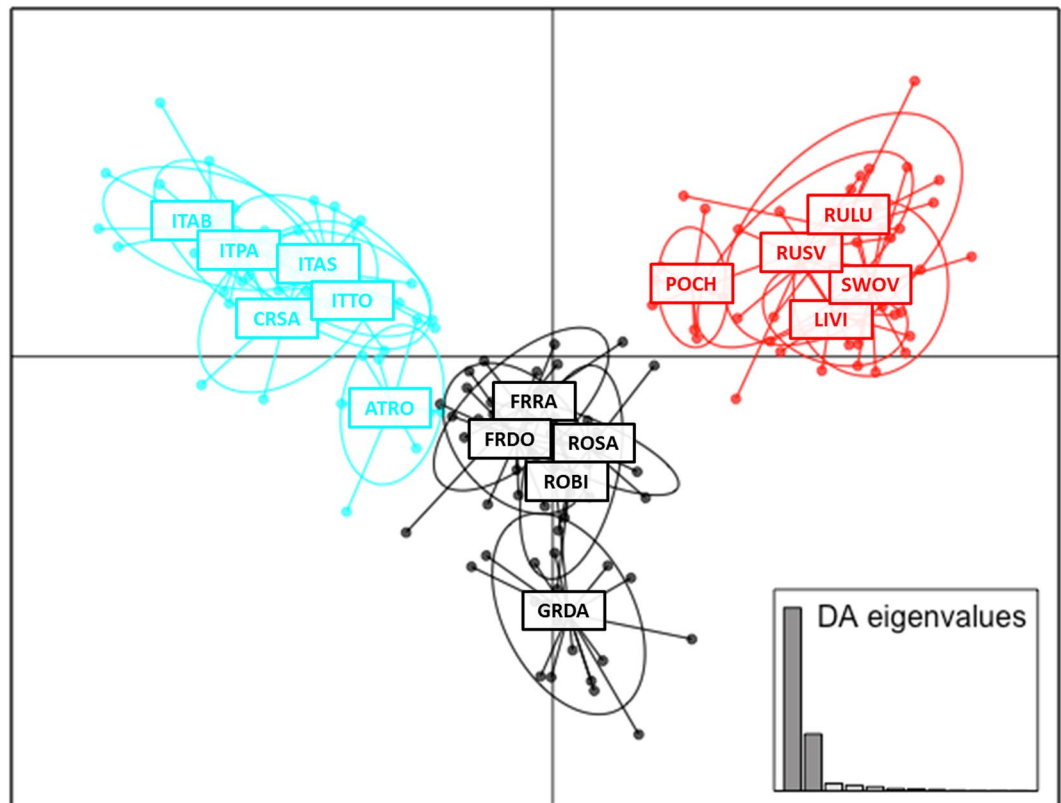 RULU
ITAB
ITPA
RUSV
ITAS
POCH
SWOV
ITTO
CRSA
LIVI
FRRA
ATRO
FRDO
ROSA
ROBI
GRDA
DA eigenvalues